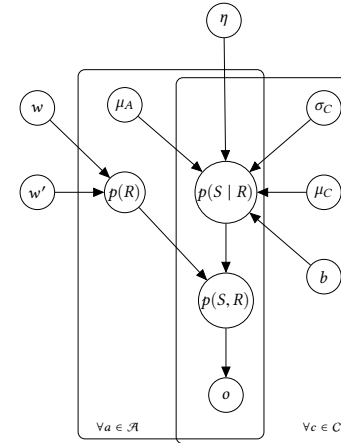 η
w
μ_A
σ_C
w′
p(R)
p(S | R)
μ_C
p(S, R)
b
o
∀a ∈ 𝒜
∀c ∈ C